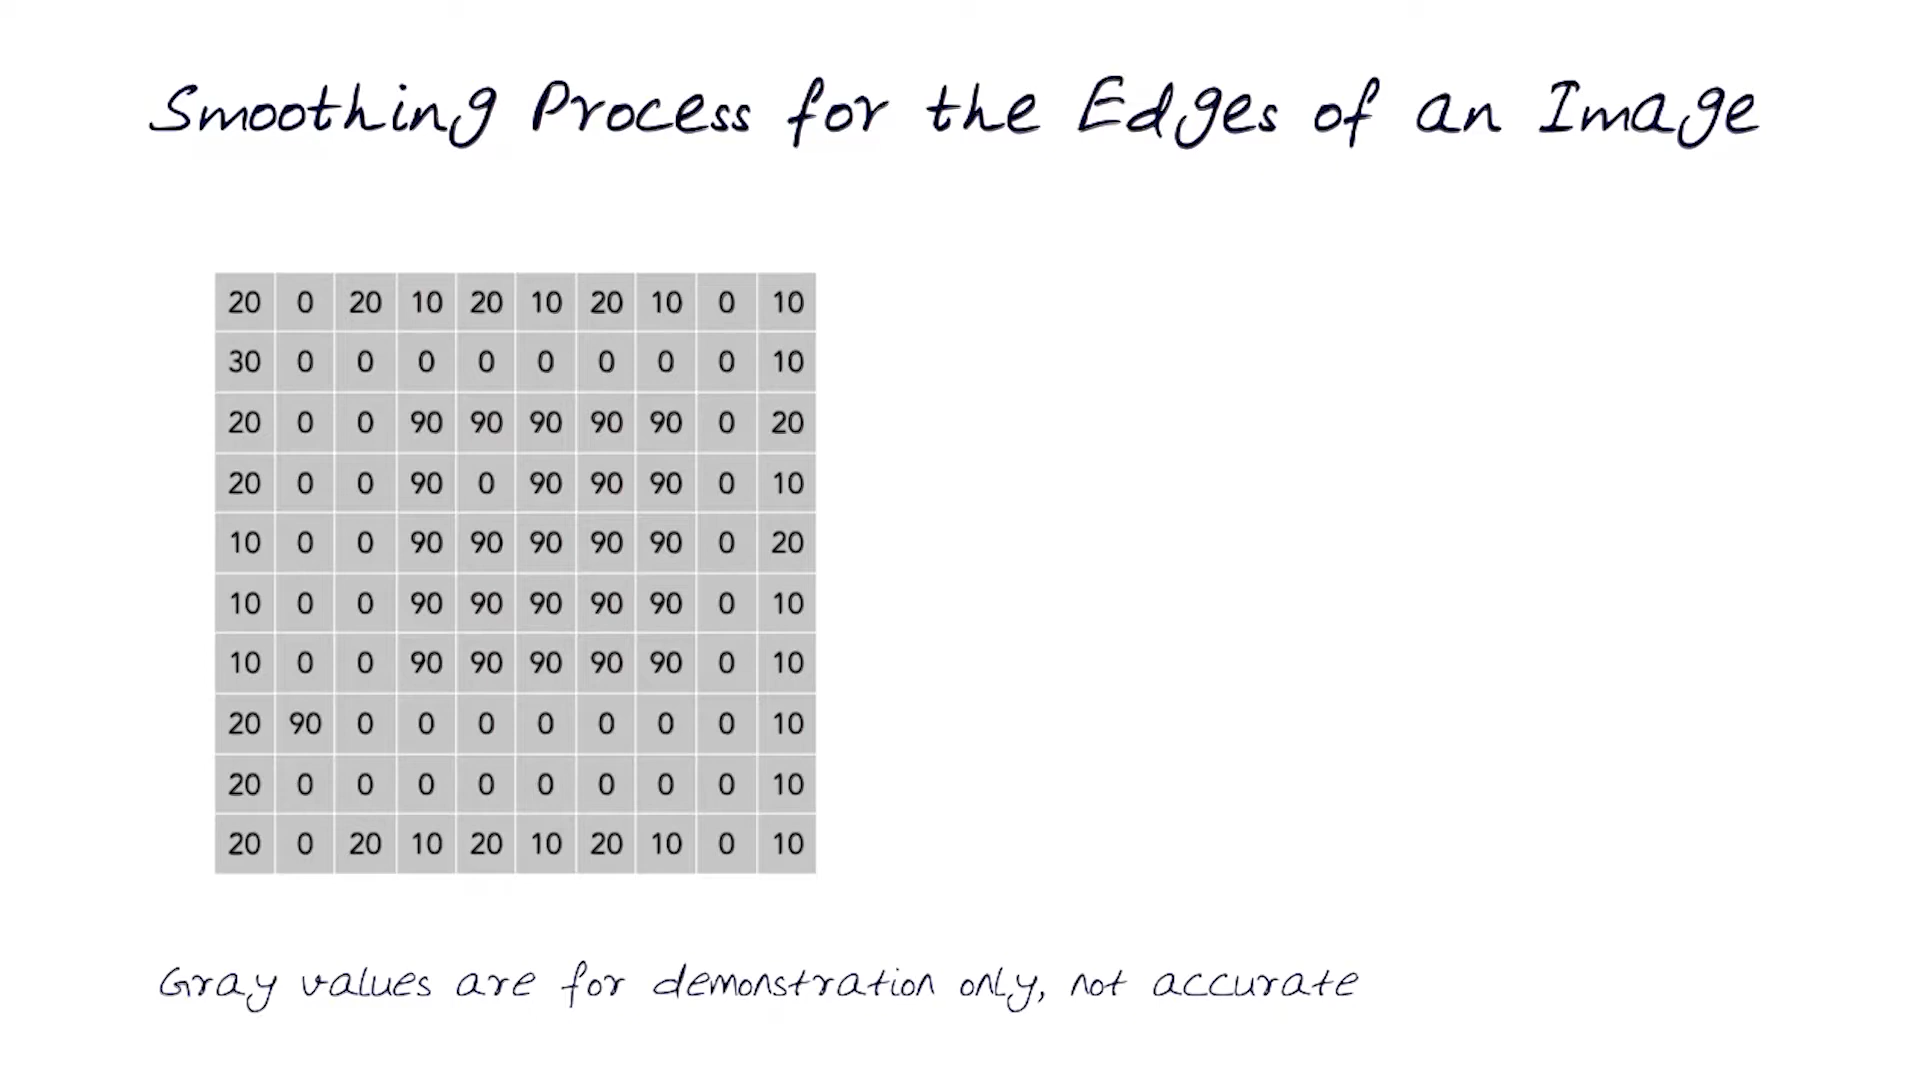 Smoothing Process for the Edges of an Image
20 0 20 10 20 10 20 10 0 10
30 0 0 0 0 0 0 0 0 10
20 0 0 90 90 90 90 90 0 20
20 0 0 90 0 90 90 90 0 10
10 0 0 90 90 90 90 90 0 20
10 0 0 90 90 90 90 90 0 10
10 0 0 90 90 90 90 90 0 10
20 90 0 0 0 0 0 0 0 10
20 0 0 0 0 0 0 0 0 10
20 0 20 10 20 10 20 10 0 10
Gray values are for demonstration only, not accurate